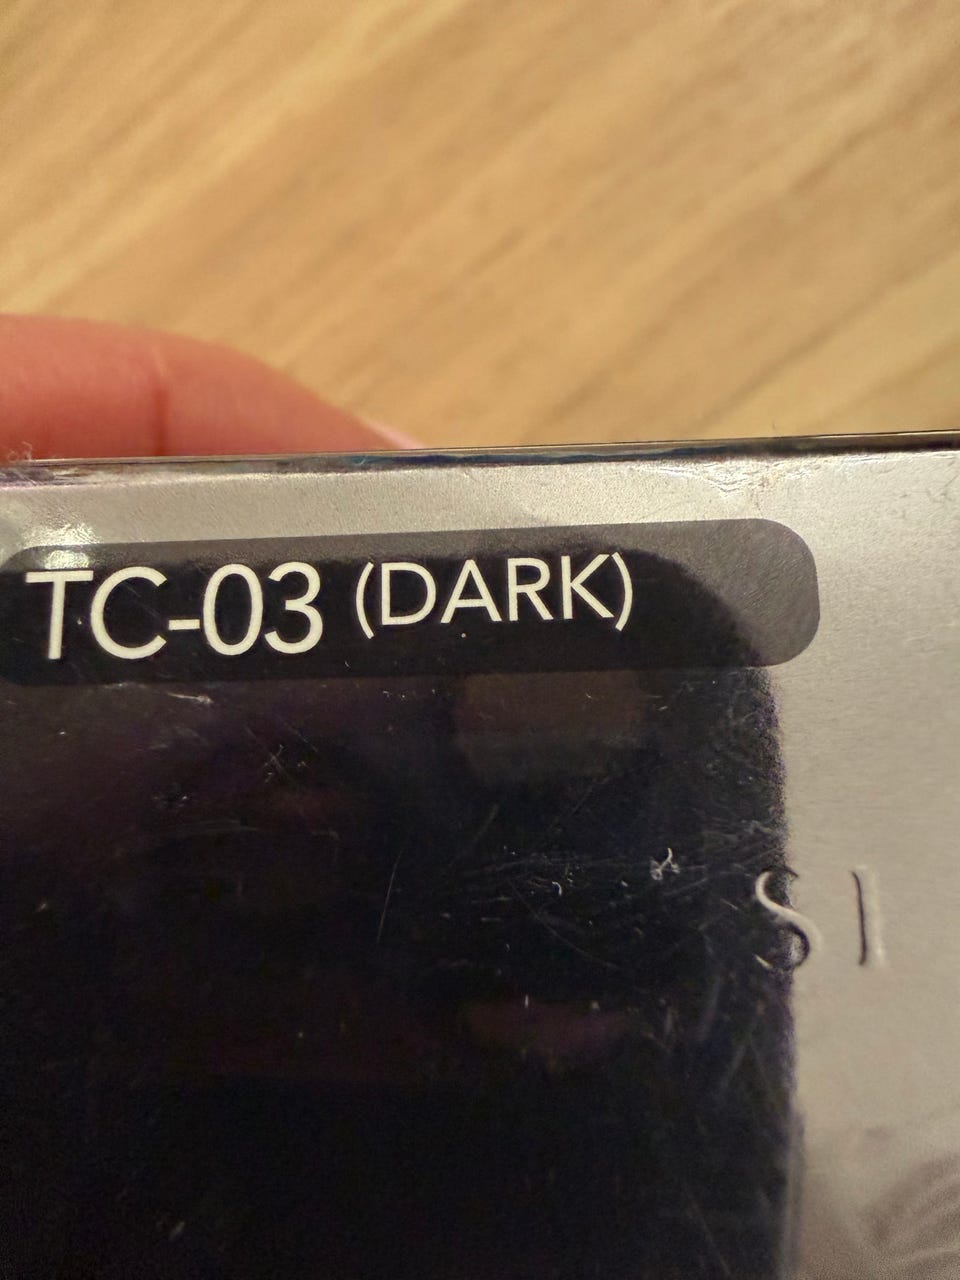 TC-03 (DARK)
S I